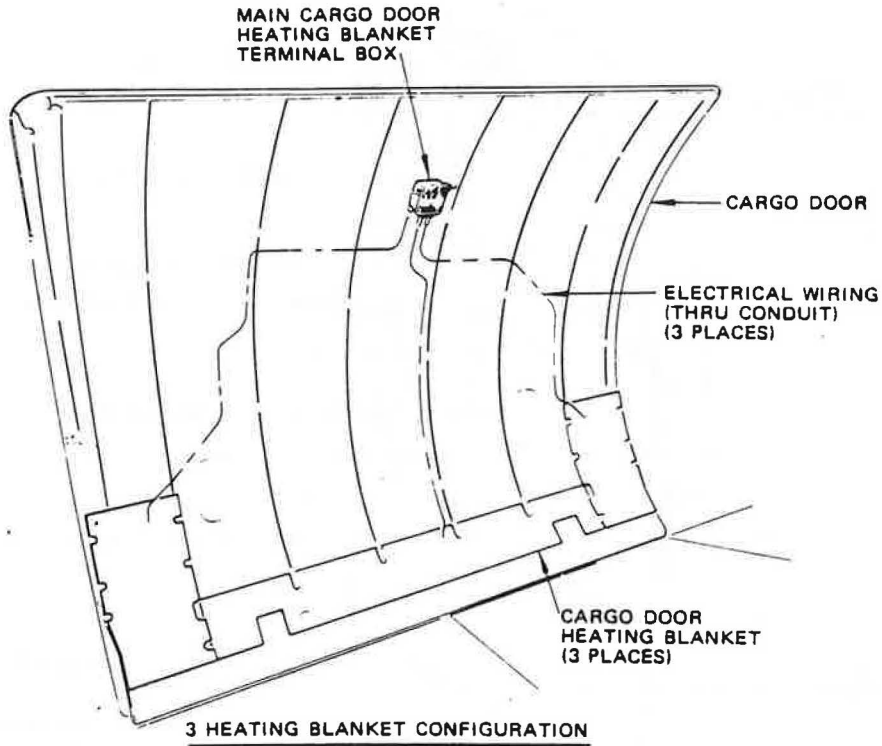 MAIN CARGO DOOR
HEATING BLANKET
TERMINAL BOX
CARGO DOOR
ELECTRICAL WIRING
(THRU CONDUIT)
(3 PLACES)
CARGO DOOR
HEATING BLANKET
(3 PLACES)
3 HEATING BLANKET CONFIGURATION